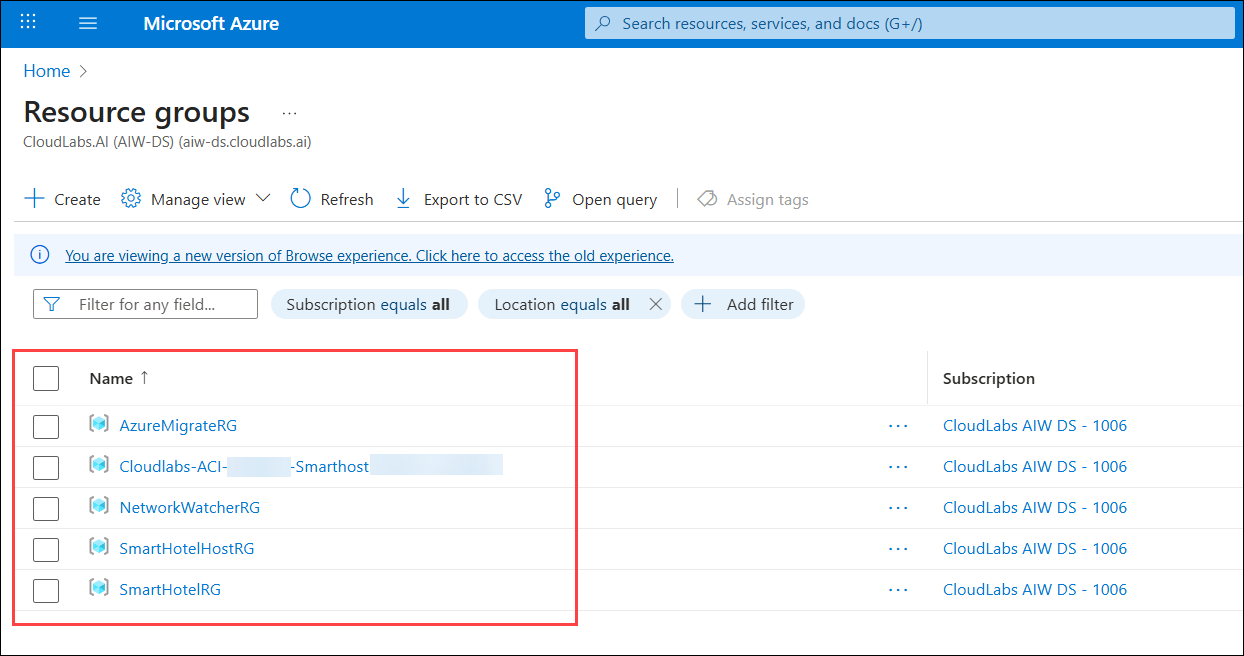 Microsoft Azure
Search resources, services, and docs (G+/)
Home
Resource groups ...
CloudLabs.AI (AIW-DS) (aiw-ds.cloudlabs.ai)
Create Manage view Refresh Export to CSV Open query Assign tags
You are viewing a new version of Browse experience. Click here to access the old experience.
Filter for any field... Subscription equals all Location equals all Add filter
Name ↑ Subscription
AzureMigrateRG ... CloudLabs AIW DS - 1006
Cloudlabs-ACI- -Smarthost ... CloudLabs AIW DS - 1006
NetworkWatcherRG ... CloudLabs AIW DS - 1006
SmartHotelHostRG ... CloudLabs AIW DS - 1006
SmartHotelRG ... CloudLabs AIW DS - 1006